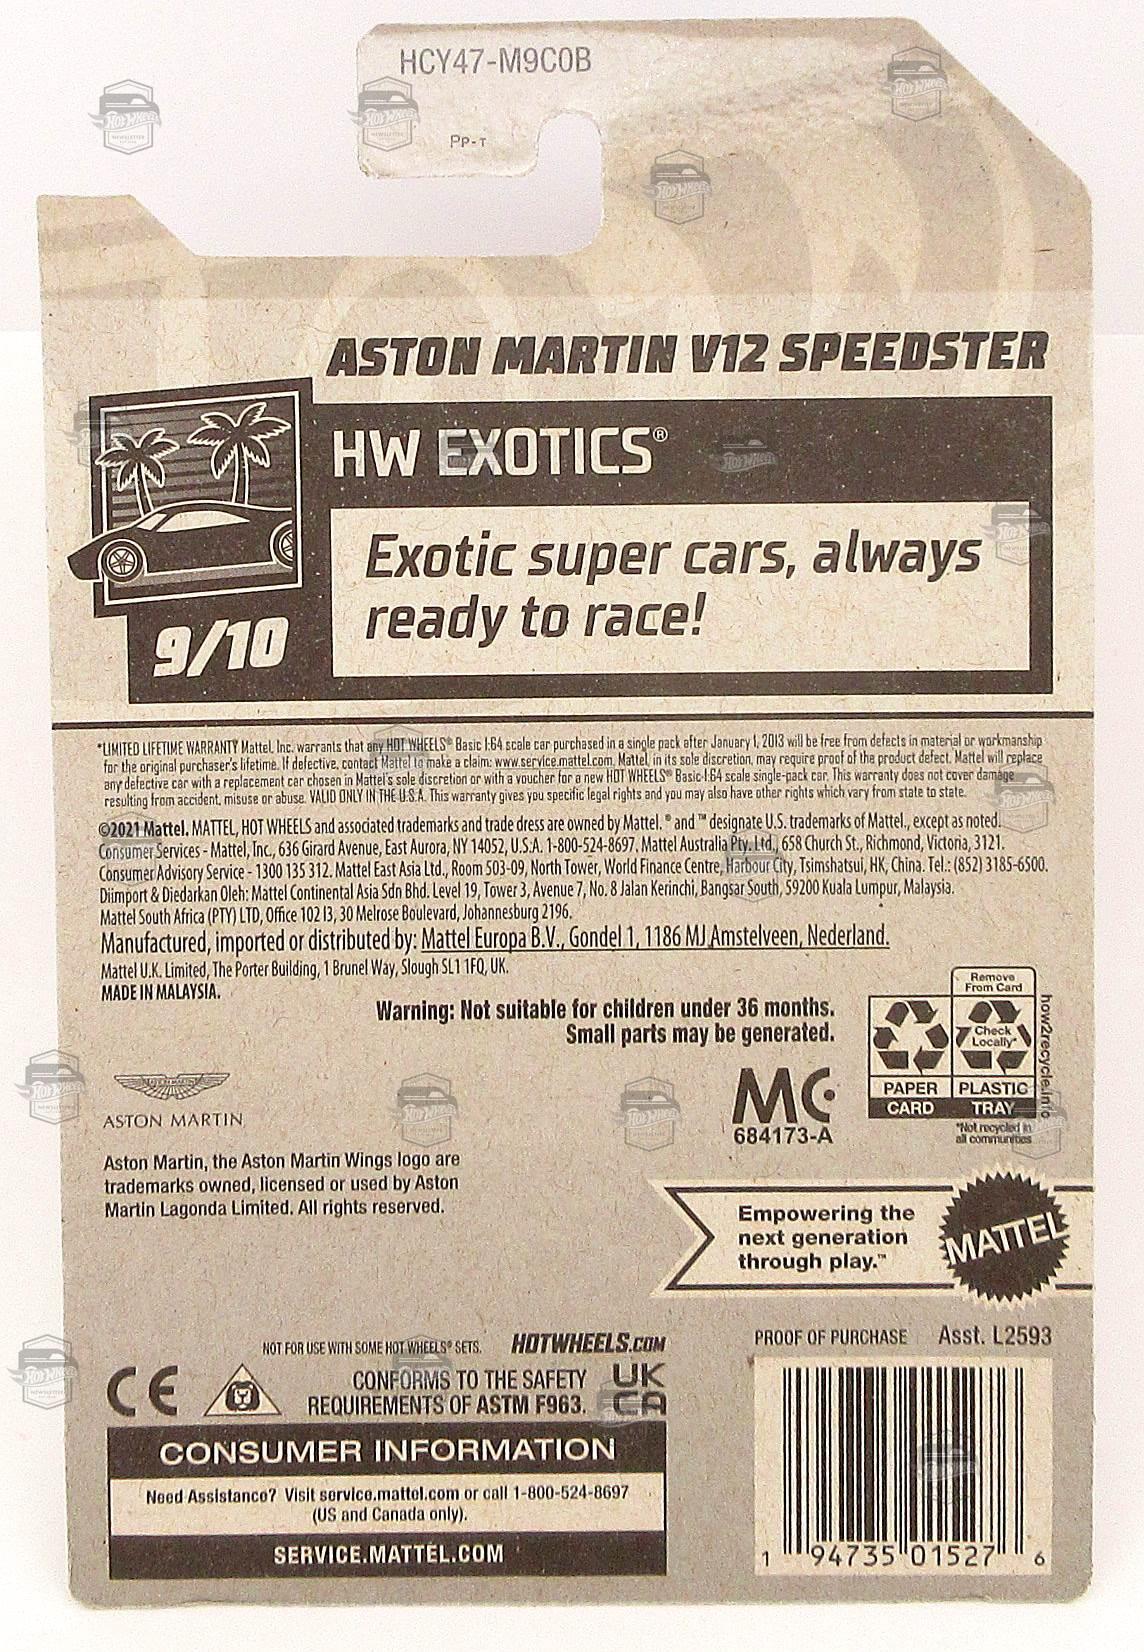 HCY47-M9C0B
PP-T
ASTON MARTIN V12 SPEEDSTER
HW EXOTICS®
Exotic super cars, always
ready to race!
9/10
*LIMITED LIFETIME WARRANTY Mattel, Inc. warrants that any HOT WHEELS® Basic 1:64 scale car purchased in a single pack after January 1, 2013 will be free from defects in material or workmanship
for the original purchaser's lifetime. If defective, contact Mattel to make a claim: www.service.mattel.com. Mattel, in its sole discretion, may require proof of the product defect. Mattel will replace
any defective car with a replacement car chosen in Mattel's sole discretion or with a voucher for a new HOT WHEELS® Basic 1:64 scale single-pack car. This warranty does not cover damage
resulting from accident, misuse or abuse. VALID ONLY IN THE U.S.A. This warranty gives you specific legal rights and you may also have other rights which vary from state to state.
©2021 Mattel. MATTEL, HOT WHEELS and associated trademarks and trade dress are owned by Mattel. ® and ™ designate U.S. trademarks of Mattel., except as noted.
Consumer Services - Mattel, Inc., 636 Girard Avenue, East Aurora, NY 14052, U.S.A. 1-800-524-8697. Mattel Australia Pty. Ltd., 658 Church St., Richmond, Victoria, 3121.
Consumer Advisory Service - 1300 135 312. Mattel East Asia Ltd., Room 503-09, North Tower, World Finance Centre, Harbour City, Tsimshatsui, HK, China. Tel.: (852) 3185-6500.
Diimport & Diedarkan Oleh: Mattel Continental Asia Sdn Bhd. Level 19, Tower 3, Avenue 7, No. 8 Jalan Kerinchi, Bangsar South, 59200 Kuala Lumpur, Malaysia.
Mattel South Africa (PTY) LTD, Office 102 I3, 30 Melrose Boulevard, Johannesburg 2196.
Manufactured, imported or distributed by: Mattel Europa B.V., Gondel 1, 1186 MJ Amstelveen, Nederland.
Mattel U.K. Limited, The Porter Building, 1 Brunel Way, Slough SL1 1FQ, UK.
MADE IN MALAYSIA.
Warning: Not suitable for children under 36 months.
Small parts may be generated.
Remove
From Card
Check
Locally*
PAPER
PLASTIC
CARD
TRAY
*Not recycled in
all communities
how2recycle.info
MC
684173-A
ASTON MARTIN
ASTON MARTIN
Aston Martin, the Aston Martin Wings logo are
trademarks owned, licensed or used by Aston
Martin Lagonda Limited. All rights reserved.
Empowering the
next generation
through play.™
MATTEL
NOT FOR USE WITH SOME HOT WHEELS® SETS.
HOTWHEELS.COM
PROOF OF PURCHASE
Asst. L2593
CE
CONFORMS TO THE SAFETY
REQUIREMENTS OF ASTM F963.
UK
CA
CONSUMER INFORMATION
Need Assistance? Visit service.mattel.com or call 1-800-524-8697
(US and Canada only).
SERVICE.MATTEL.COM
1 94735 01527 6